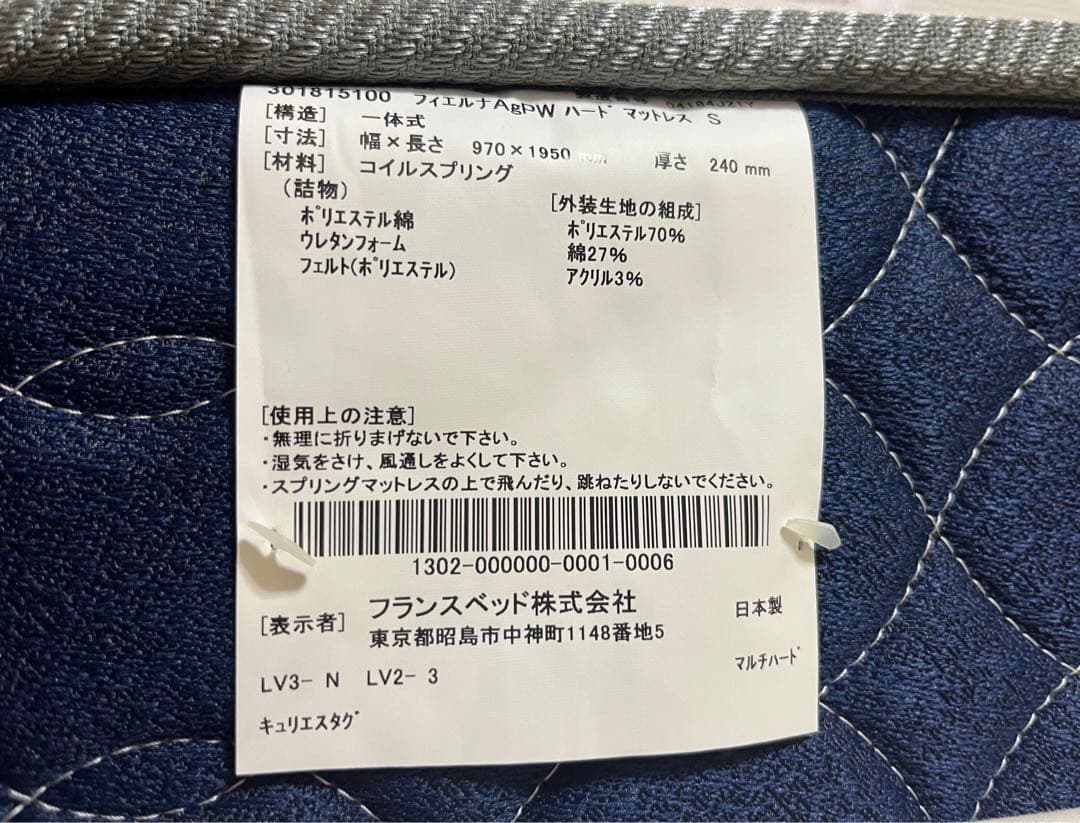 301815100 フィエルナAgPW ハード マットレス S
[構造] 一体式
[寸法] 幅×長さ 970×1950 mm 厚さ 240 mm
[材料] コイルスプリング
(詰物)
ポリエステル綿
ウレタンフォーム
フェルト(ポリエステル)
[外装生地の組成]
ポリエステル70%
綿27%
アクリル3%
[使用上の注意]
・無理に折りまげないで下さい。
・湿気をさけ、風通しをよくして下さい。
・スプリングマットレスの上で飛んだり、跳ねたりしないでください。
1302-000000-0001-0006
[表示者] フランスベッド株式会社 日本製
東京都昭島市中神町1148番地5
マルチハード
LV3- N LV2- 3
キュリエスタグ